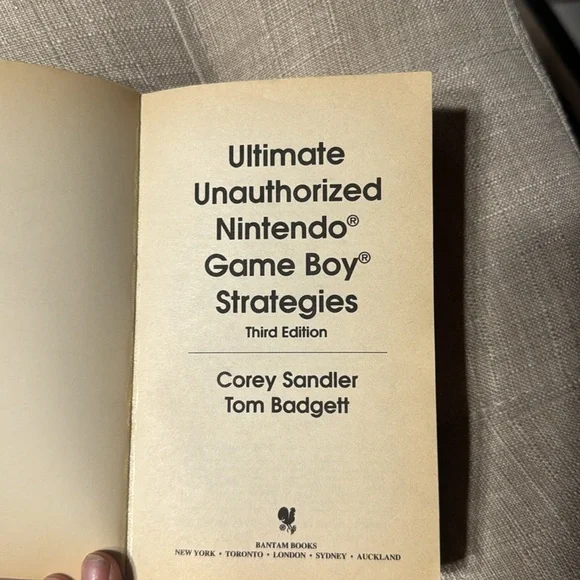 Ultimate
Unauthorized
Nintendo®
Game Boy®
Strategies
Third Edition
Corey Sandler
Tom Badgett
BANTAM BOOKS
NEW YORK • TORONTO • LONDON • SYDNEY • AUCKLAND